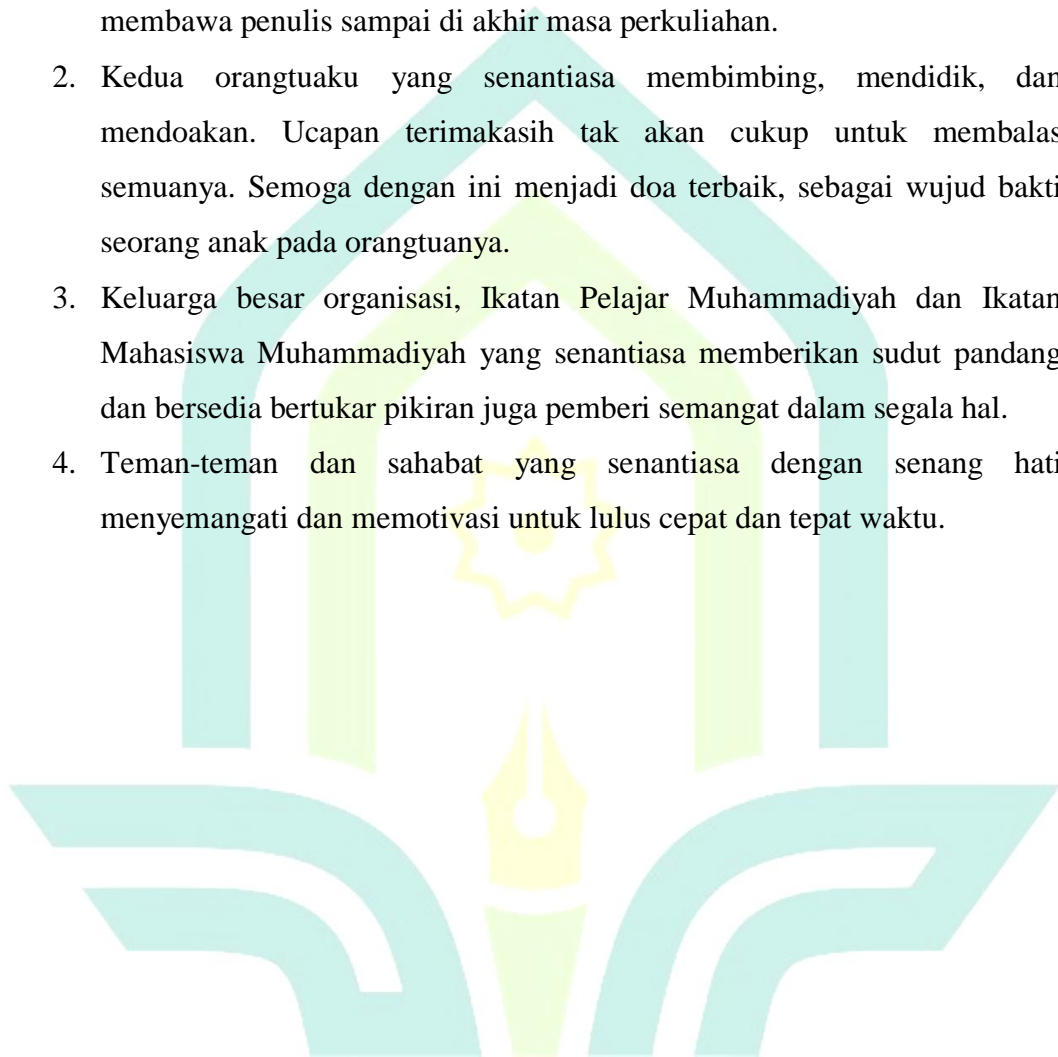 membawa penulis sampai di akhir masa perkuliahan.
2. Kedua orangtuaku yang senantiasa membimbing, mendidik, dan
mendoakan. Ucapan terimakasih tak akan cukup untuk membalas
semuanya. Semoga dengan ini menjadi doa terbaik, sebagai wujud bakti
seorang anak pada orangtuanya.
3. Keluarga besar organisasi, Ikatan Pelajar Muhammadiyah dan Ikatan
Mahasiswa Muhammadiyah yang senantiasa memberikan sudut pandang
dan bersedia bertukar pikiran juga pemberi semangat dalam segala hal.
4. Teman-teman dan sahabat yang senantiasa dengan senang hati
menyemangati dan memotivasi untuk lulus cepat dan tepat waktu.